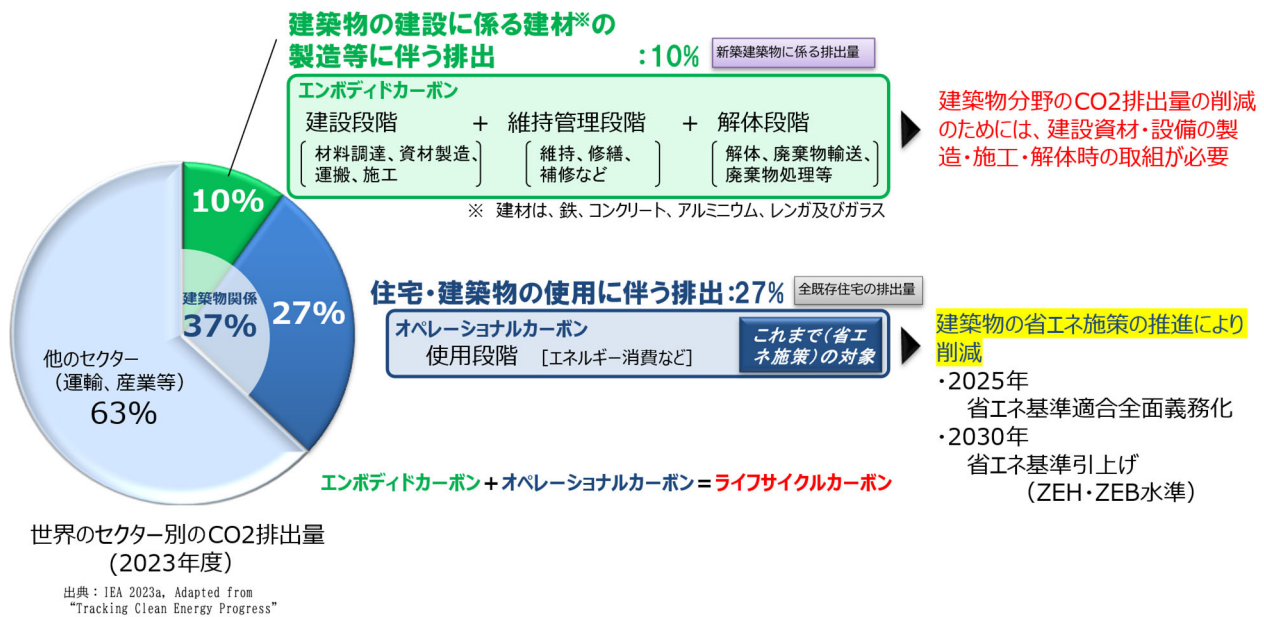 建築物の建設に係る建材※の
製造等に伴う排出 :10%
新築建築物に係る排出量
エンボディドカーボン
建設段階 + 維持管理段階 + 解体段階
材料調達、資材製造、
運搬、施工
維持、修繕、
補修など
解体、廃棄物輸送、
廃棄物処理等
※ 建材は、鉄、コンクリート、アルミニウム、レンガ及びガラス
建築物分野のCO2排出量の削減
のためには、建設資材・設備の製
造・施工・解体時の取組が必要
10%
建築物関係
37%
27%
他のセクター
（運輸、産業等）
63%
住宅・建築物の使用に伴う排出:27%
全既存住宅の排出量
オペレーショナルカーボン
使用段階 [エネルギー消費など]
これまで(省エ
ネ施策)の対象
建築物の省エネ施策の推進により
削減
・2025年
省エネ基準適合全面義務化
・2030年
省エネ基準引上げ
（ZEH・ZEB水準）
エンボディドカーボン+オペレーショナルカーボン=ライフサイクルカーボン
世界のセクター別のCO2排出量
(2023年度)
出典：IEA 2023a, Adapted from
“Tracking Clean Energy Progress”